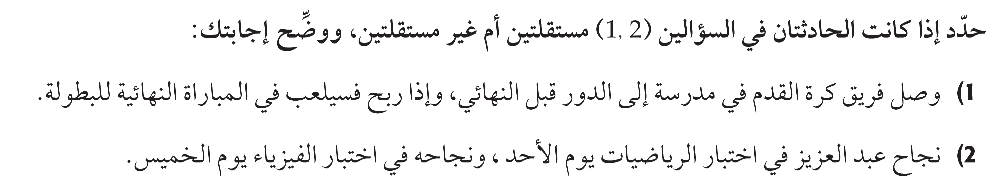 حدّد إذا كانت الحادثتان في السؤالين (1, 2) مستقلتين أم غير مستقلتين، ووضِّح إجابتك:
1) وصل فريق كرة القدم في مدرسة إلى الدور قبل النهائي، وإذا ربح فسيلعب في المباراة النهائية للبطولة.
2) نجاح عبد العزيز في اختبار الرياضيات يوم الأحد ، ونجاحه في اختبار الفيزياء يوم الخميس.